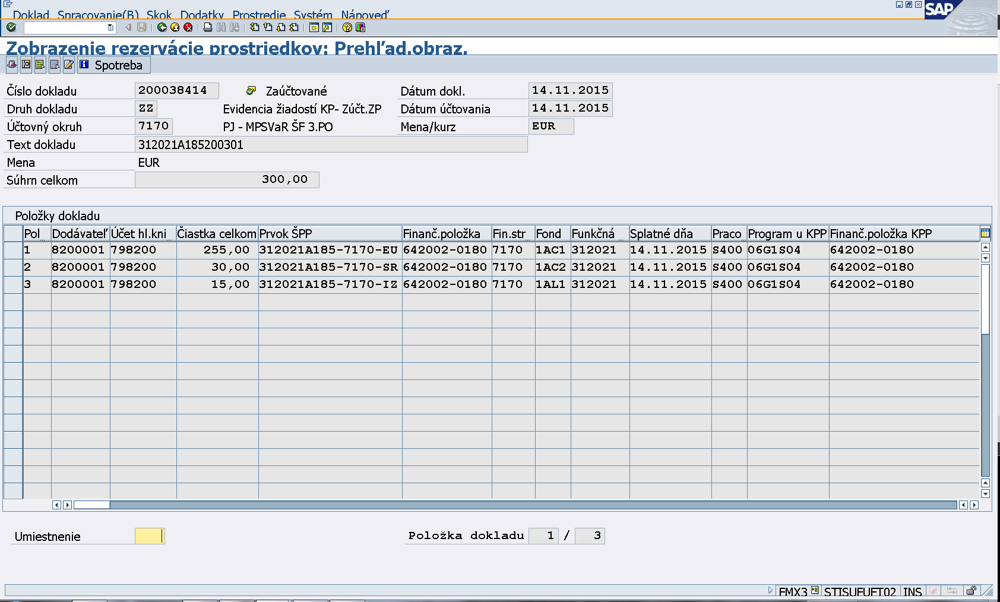 Doklad Spracovanie(B) Skok Dodatky Prostredie Systém Nápoveď
SAP
Zobrazenie rezervácie prostriedkov: Prehľad.obraz.
Spotreba
Číslo dokladu 200038414 Zaúčtované Dátum dokl. 14.11.2015
Druh dokladu ZZ Evidencia žiadostí KP- Zúčt.ZP Dátum účtovania 14.11.2015
Účtovný okruh 7170 PJ - MPSVaR ŠF 3.PO Mena/kurz EUR
Text dokladu 312021A185200301
Mena EUR
Súhrn celkom 300,00
Položky dokladu
Pol... Dodávateľ Účet hl.kni... Čiastka celkom Prvok ŠPP Finanč.položka Fin.str... Fond Funkčná ... Splatné dňa Praco... Program u KPP Finanč.položka KPP
1 8200001 798200 255,00 312021A185-7170-EU 642002-0180 7170 1AC1 312021 14.11.2015 S400 06G1S04 642002-0180
2 8200001 798200 30,00 312021A185-7170-SR 642002-0180 7170 1AC2 312021 14.11.2015 S400 06G1S04 642002-0180
3 8200001 798200 15,00 312021A185-7170-IZ 642002-0180 7170 1AL1 312021 14.11.2015 S400 06G1S04 642002-0180
Umiestnenie Položka dokladu 1 / 3
FMX3 STISUFUFT02 INS